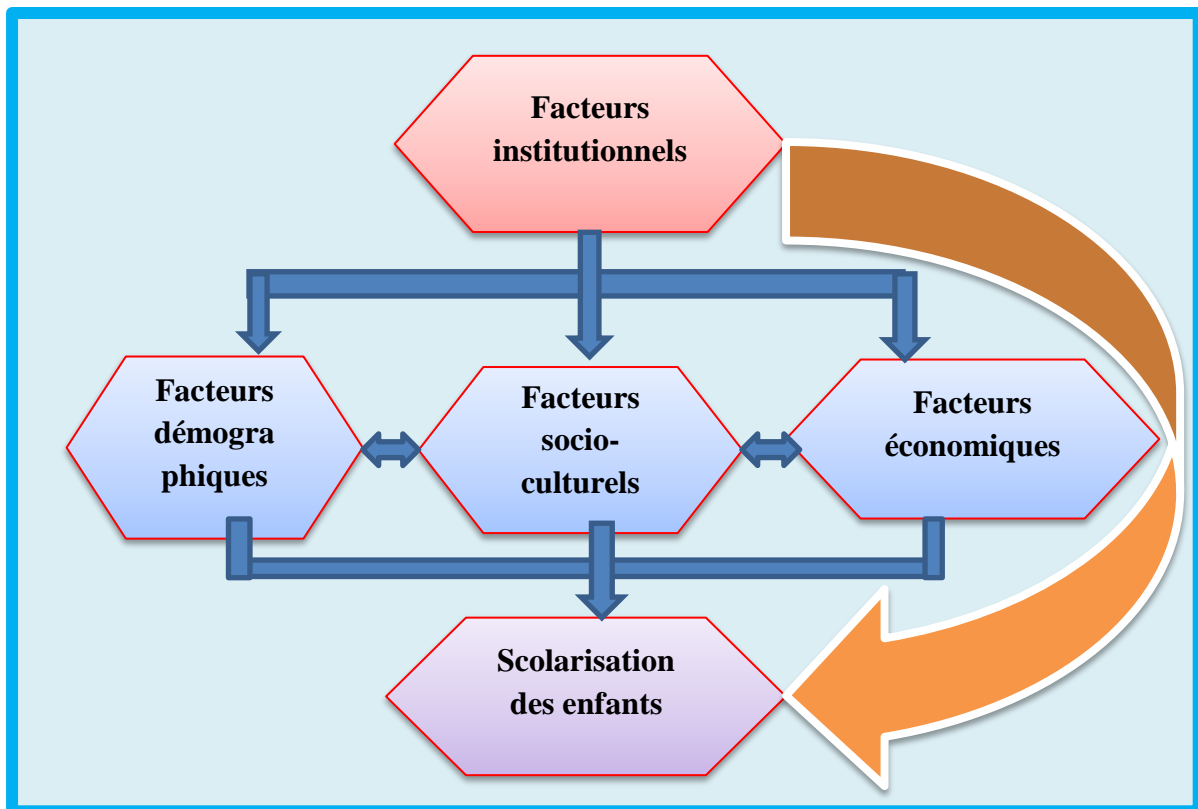 Facteurs
institutionnels
Facteurs
démogra
phiques
Facteurs
socio-
culturels
Facteurs
économiques
Scolarisation
des enfants